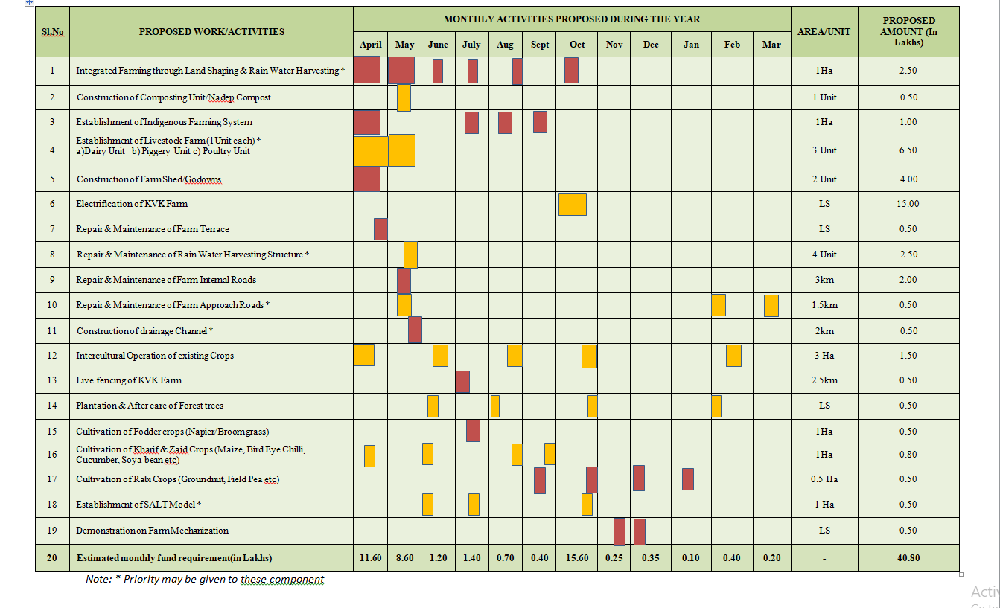 MONTHLY ACTIVITIES PROPOSED DURING THE YEAR
Sl.No PROPOSED WORK/ACTIVITIES April May June July Aug Sept Oct Nov Dec Jan Feb Mar AREA/UNIT PROPOSED AMOUNT (In Lakhs)
1 Integrated Farming through Land Shaping & Rain Water Harvesting * 1Ha 2.50
2 Construction of Composting Unit/Nadep Compost 1 Unit 0.50
3 Establishment of Indigenous Farming System 1Ha 1.00
4 Establishment of Livestock Farm (1Unit each) *
a)Dairy Unit b) Piggery Unit c) Poultry Unit 3 Unit 6.50
5 Construction of Farm Shed/Godowns 2 Unit 4.00
6 Electrification of KVK Farm LS 15.00
7 Repair & Maintenance of Farm Terrace LS 0.50
8 Repair & Maintenance of Rain Water Harvesting Structure * 4 Unit 2.50
9 Repair & Maintenance of Farm Internal Roads 3km 2.00
10 Repair & Maintenance of Farm Approach Roads * 1.5km 0.50
11 Construction of drainage Channel * 2km 0.50
12 Intercultural Operation of existing Crops 3 Ha 1.50
13 Live fencing of KVK Farm 2.5km 0.50
14 Plantation & After care of Forest trees LS 0.50
15 Cultivation of Fodder crops (Napier/Broomgrass) 1Ha 0.50
16 Cultivation of Kharif & Zaid Crops (Maize, Bird Eye Chilli,
Cucumber, Soya-bean etc) 1Ha 0.80
17 Cultivation of Rabi Crops (Groundnut, Field Pea etc) 0.5 Ha 0.50
18 Establishment of SALT Model * 1 Ha 0.50
19 Demonstration on Farm Mechanization LS 0.50
20 Estimated monthly fund requirement(in Lakhs) 11.60 8.60 1.20 1.40 0.70 0.40 15.60 0.25 0.35 0.10 0.40 0.20 - 40.80
Note: * Priority may be given to these component